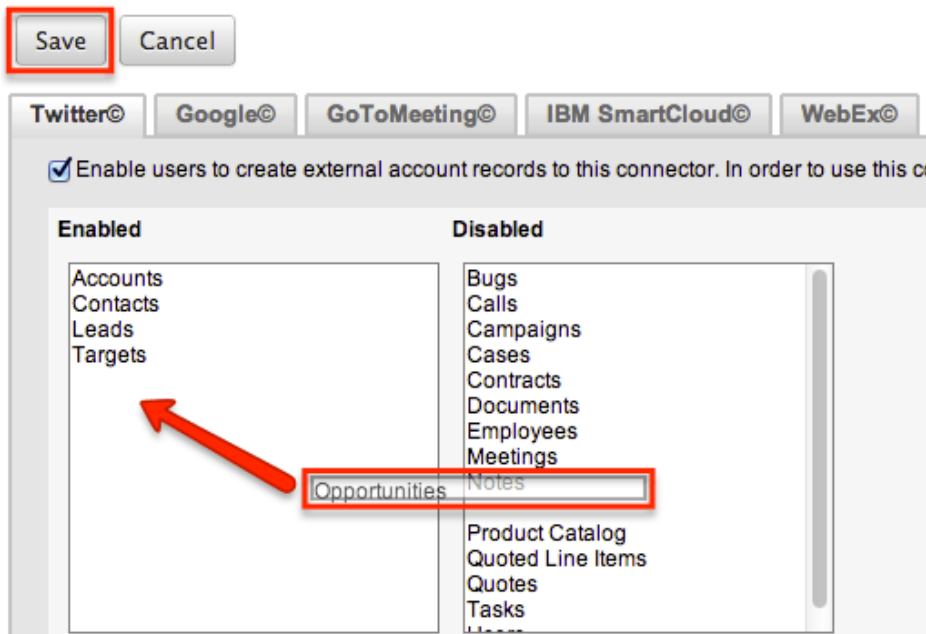 Save Cancel
Twitter© Google© GoToMeeting© IBM SmartCloud© WebEx©
Enable users to create external account records to this connector. In order to use this c
Enabled Disabled
Accounts
Contacts
Leads
Targets
Bugs
Calls
Campaigns
Cases
Contracts
Documents
Employees
Meetings
Notes
Opportunities
Product Catalog
Quoted Line Items
Quotes
Tasks